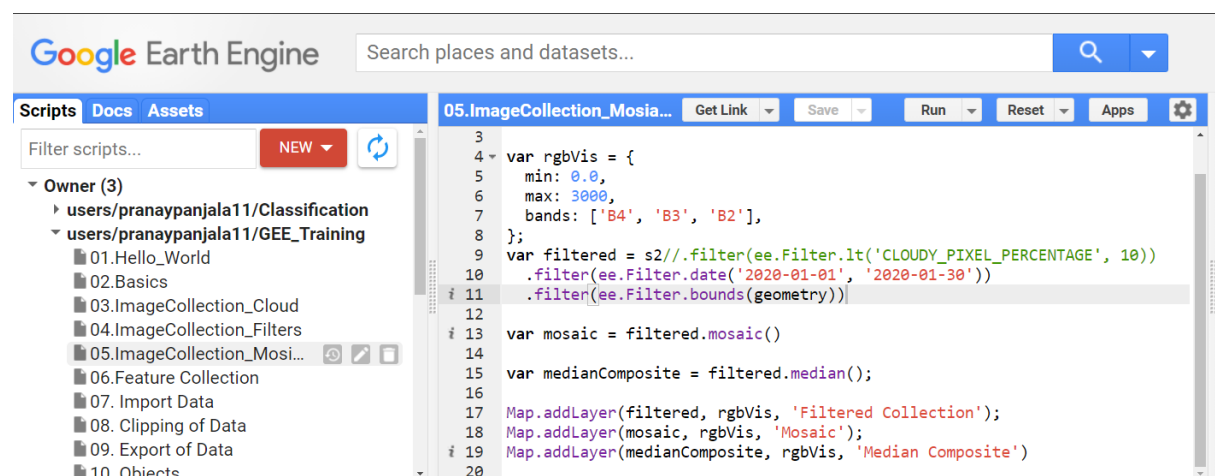 Google Earth Engine
Search places and datasets...
Scripts Docs Assets
Filter scripts...
NEW
Owner (3)
users/pranaypanjala11/Classification
users/pranaypanjala11/GEE_Training
01.Hello_World
02.Basics
03.ImageCollection_Cloud
04.ImageCollection_Filters
05.ImageCollection_Mosi...
06.Feature Collection
07. Import Data
08. Clipping of Data
09. Export of Data
10. Objects
05.ImageCollection_Mosia... Get Link Save Run Reset Apps
3
4 var rgbVis = {
5 min: 0.0,
6 max: 3000,
7 bands: ['B4', 'B3', 'B2'],
8 };
9 var filtered = s2//.filter(ee.Filter.lt('CLOUDY_PIXEL_PERCENTAGE', 10))
10 .filter(ee.Filter.date('2020-01-01', '2020-01-30'))
i 11 .filter(ee.Filter.bounds(geometry))
12
i 13 var mosaic = filtered.mosaic()
14
15 var medianComposite = filtered.median();
16
17 Map.addLayer(filtered, rgbVis, 'Filtered Collection');
18 Map.addLayer(mosaic, rgbVis, 'Mosaic');
i 19 Map.addLayer(medianComposite, rgbVis, 'Median Composite')
20